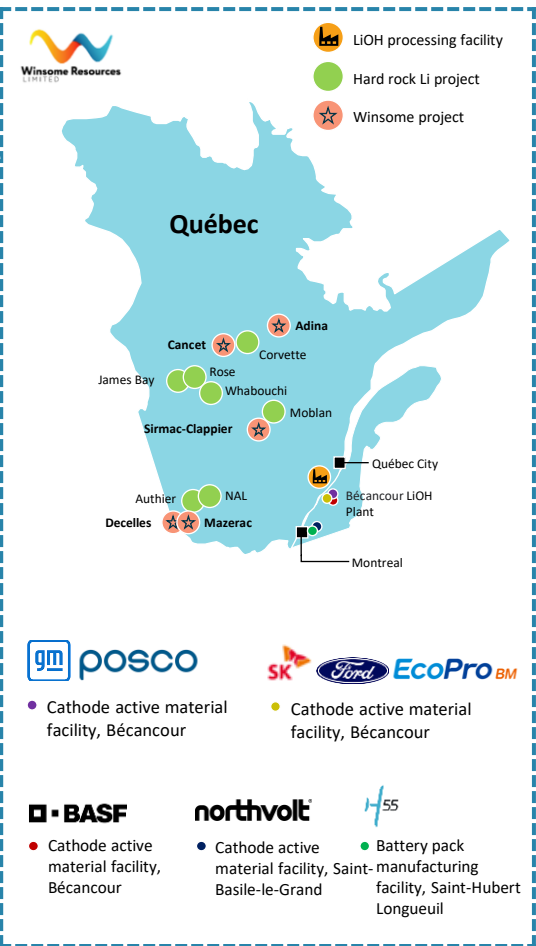 Winsome Resources
LIMITED
LiOH processing facility
Hard rock Li project
Winsome project
Québec
Adina
Cancet
Corvette
Rose
James Bay
Whabouchi
Moblan
Sirmac-Clappier
Québec City
Authier
NAL
Bécancour LiOH
Plant
Decelles
Mazerac
Montreal
gm posco
SK Ford EcoPro BM
Cathode active material
facility, Bécancour
Cathode active material
facility, Bécancour
BASF
northvolt
H55
Cathode active
material facility,
Bécancour
Cathode active
material facility, Saint-
Basile-le-Grand
Battery pack
manufacturing
facility, Saint-Hubert
Longueuil